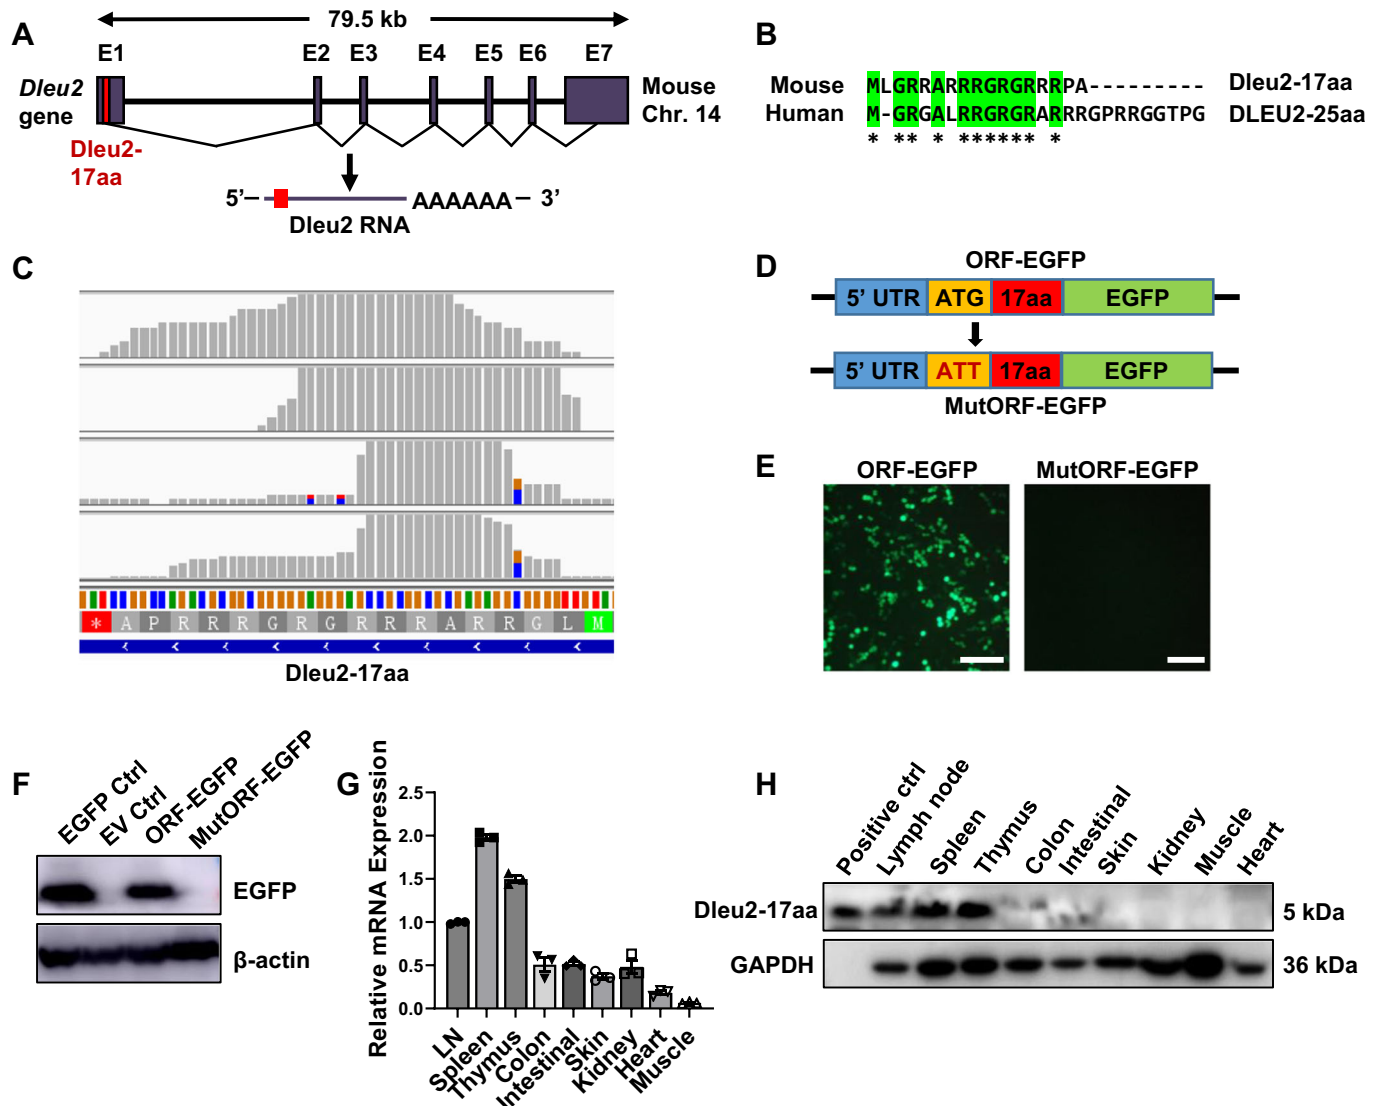 A
79.5 kb
E1 E2 E3 E4 E5 E6 E7
Dleu2
gene
Mouse
Chr. 14
Dleu2-
17aa
5’ AAAAAA 3’
Dleu2 RNA
B
Mouse MLGRRARRRGRGRRRPA--------- Dleu2-17aa
Human M-GRGALRRGRGRARRRGPRRGGTPG DLEU2-25aa
* ** * ****** *
C
* A P R R R G R G R R R A R R G L M
Dleu2-17aa
D
ORF-EGFP
5’ UTR ATG 17aa EGFP
5’ UTR ATT 17aa EGFP
MutORF-EGFP
E
ORF-EGFP MutORF-EGFP
F
EGFP Ctrl
EV Ctrl
ORF-EGFP
MutORF-EGFP
EGFP
β-actin
G
Relative mRNA Expression
2.5
2.0
1.5
1.0
0.5
0.0
LN
Spleen
Thymus
Colon
Intestinal
Skin
Kidney
Heart
Muscle
H
Positive ctrl
Lymph node
Spleen
Thymus
Colon
Intestinal
Skin
Kidney
Muscle
Heart
Dleu2-17aa 5 kDa
GAPDH 36 kDa